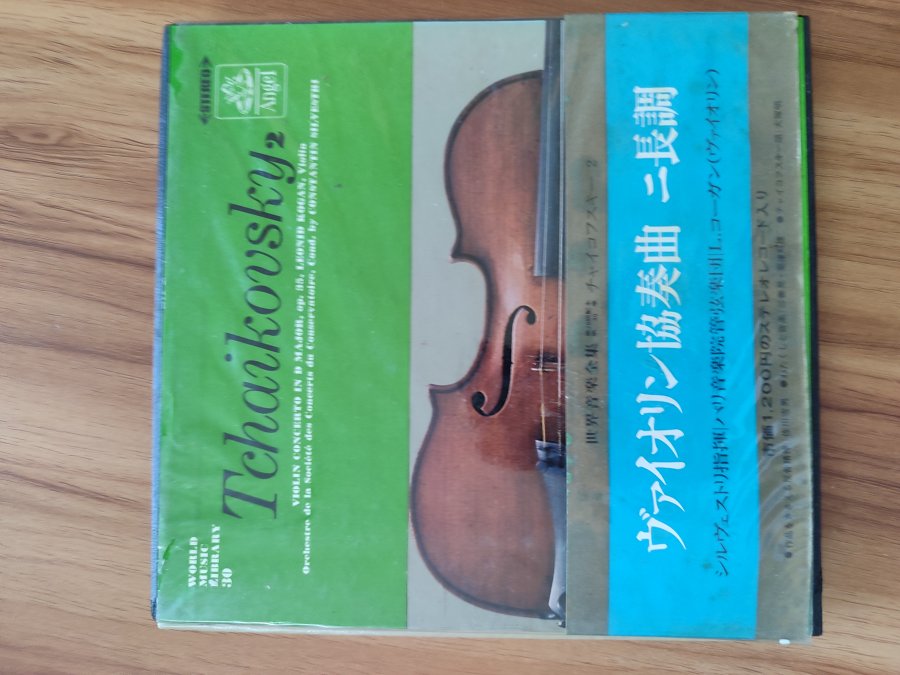 STEREO
Angel
Tchaikovsky 2
VIOLIN CONCERTO IN D MAJOR, op. 35, LEONID KOGAN, Violin
Orchestre de la Société des Concerts du Conservatoire, Cond. by CONSTANTIN SILVESTRI
WORLD
MUSIC
LIBRARY
30
世界音楽全集 チャイコフスキー 2
ヴァイオリン協奏曲 ニ長調
シルヴェストリ指揮/パリ音楽院管弦楽団/L.コーガン(ヴァイオリン)
市価1,200円のステレオレコード入り